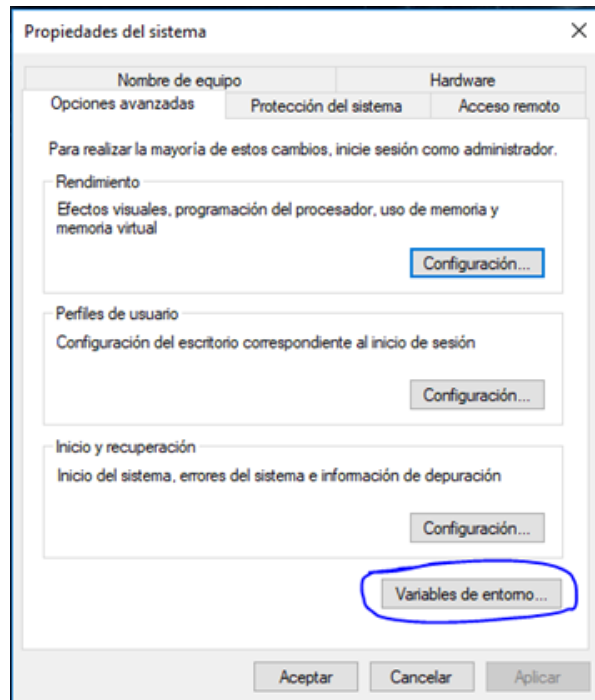 Propiedades del sistema
Nombre de equipo
Hardware
Opciones avanzadas
Protección del sistema
Acceso remoto
Para realizar la mayoría de estos cambios, inicie sesión como administrador.
Rendimiento
Efectos visuales, programación del procesador, uso de memoria y
memoria virtual
Configuración...
Perfiles de usuario
Configuración del escritorio correspondiente al inicio de sesión
Configuración...
Inicio y recuperación
Inicio del sistema, errores del sistema e información de depuración
Configuración...
Variables de entorno...
Aceptar
Cancelar
Aplicar